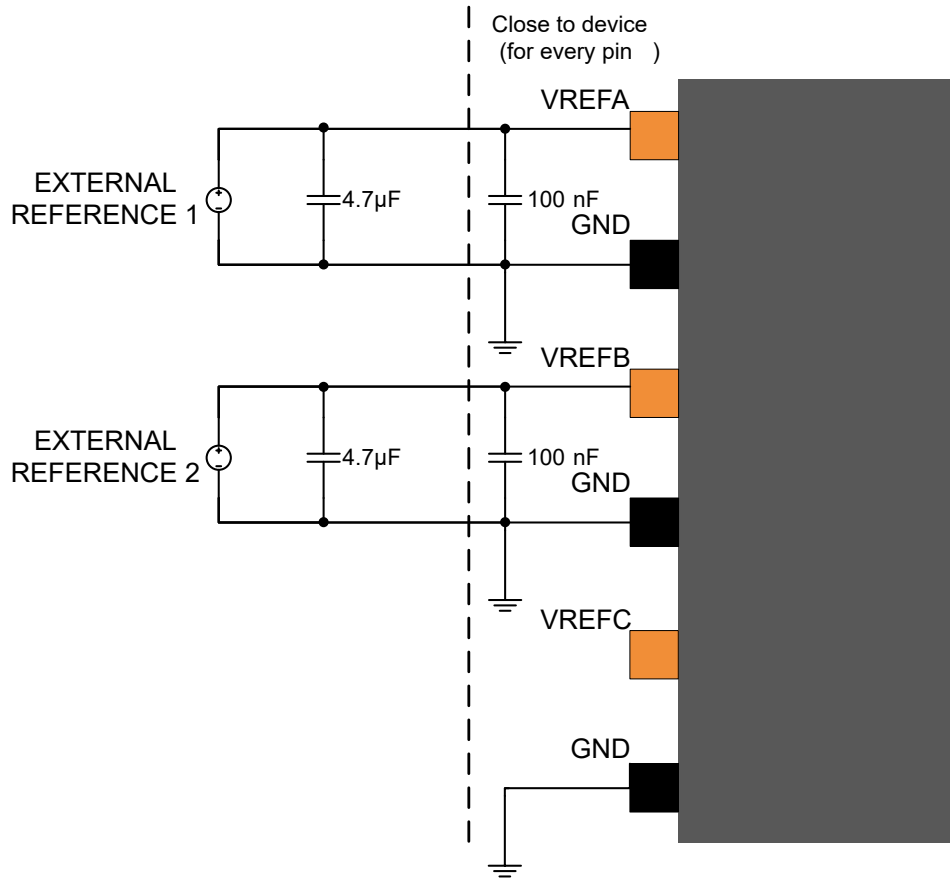 Close to device
(for every pin )
VREFA
EXTERNAL
REFERENCE 1
+
-
4.7µF
100 nF
GND
VREFB
EXTERNAL
REFERENCE 2
+
-
4.7µF
100 nF
GND
VREFC
GND